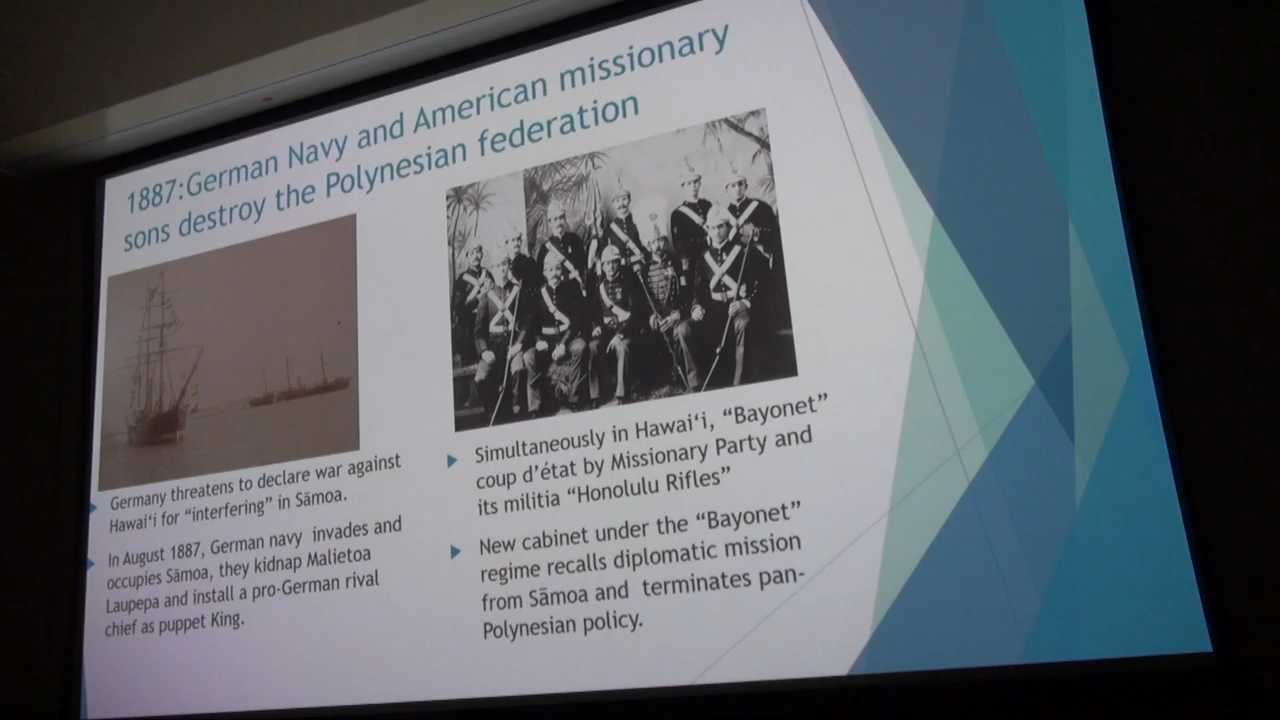 1887:German Navy and American missionary
sons destroy the Polynesian federation
Germany threatens to declare war against
Hawaiʻi for “interfering” in Sāmoa.
In August 1887, German navy invades and
occupies Sāmoa, they kidnap Malietoa
Laupepa and install a pro-German rival
chief as puppet King.
Simultaneously in Hawaiʻi, “Bayonet”
coup d’état by Missionary Party and
its militia “Honolulu Rifles”
New cabinet under the “Bayonet”
regime recalls diplomatic mission
from Sāmoa and terminates pan-
Polynesian policy.